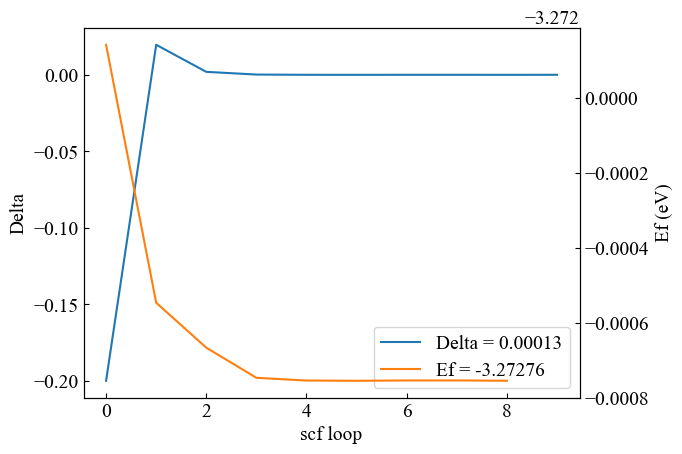 −3.272
0.00
−0.05
−0.10
−0.15
−0.20
Delta
0.0000
−0.0002
−0.0004
−0.0006
−0.0008
Ef (eV)
Delta = 0.00013
Ef = -3.27276
0 2 4 6 8
scf loop